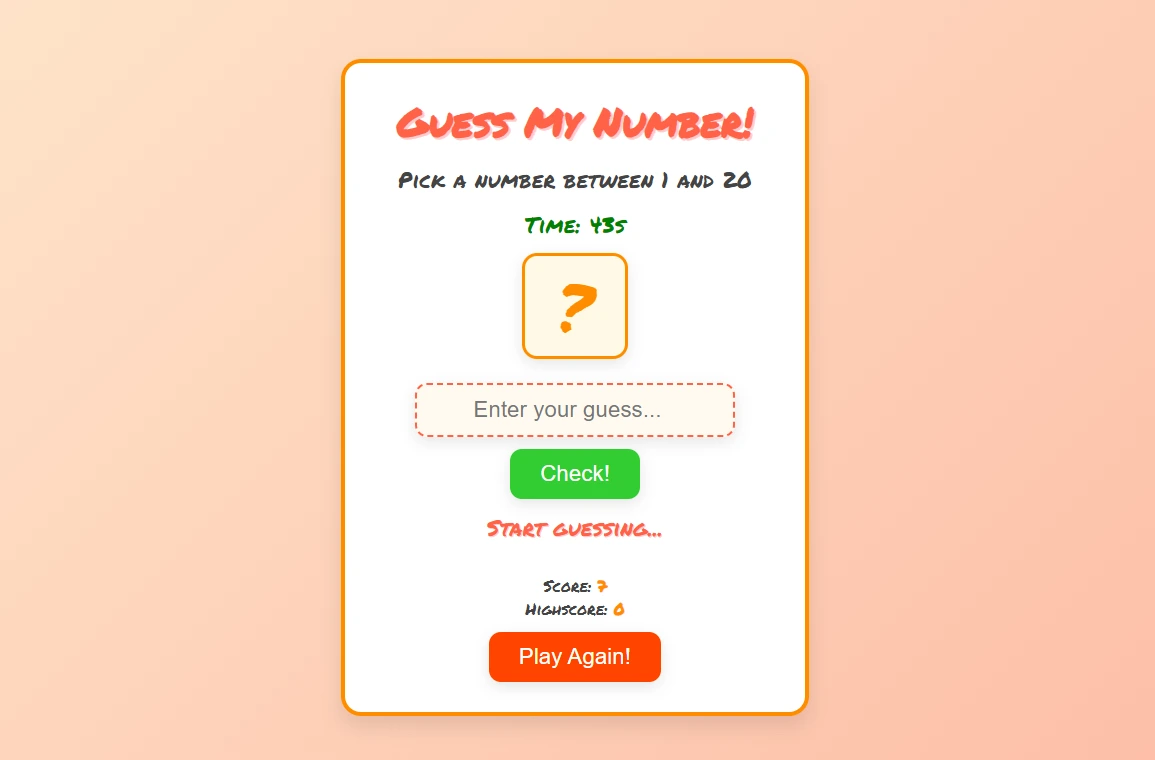 Guess My Number!
Pick a number between 1 and 20
Time: 43s
?
Enter your guess...
Check!
Start guessing...
Score: 7
Highscore: 0
Play Again!